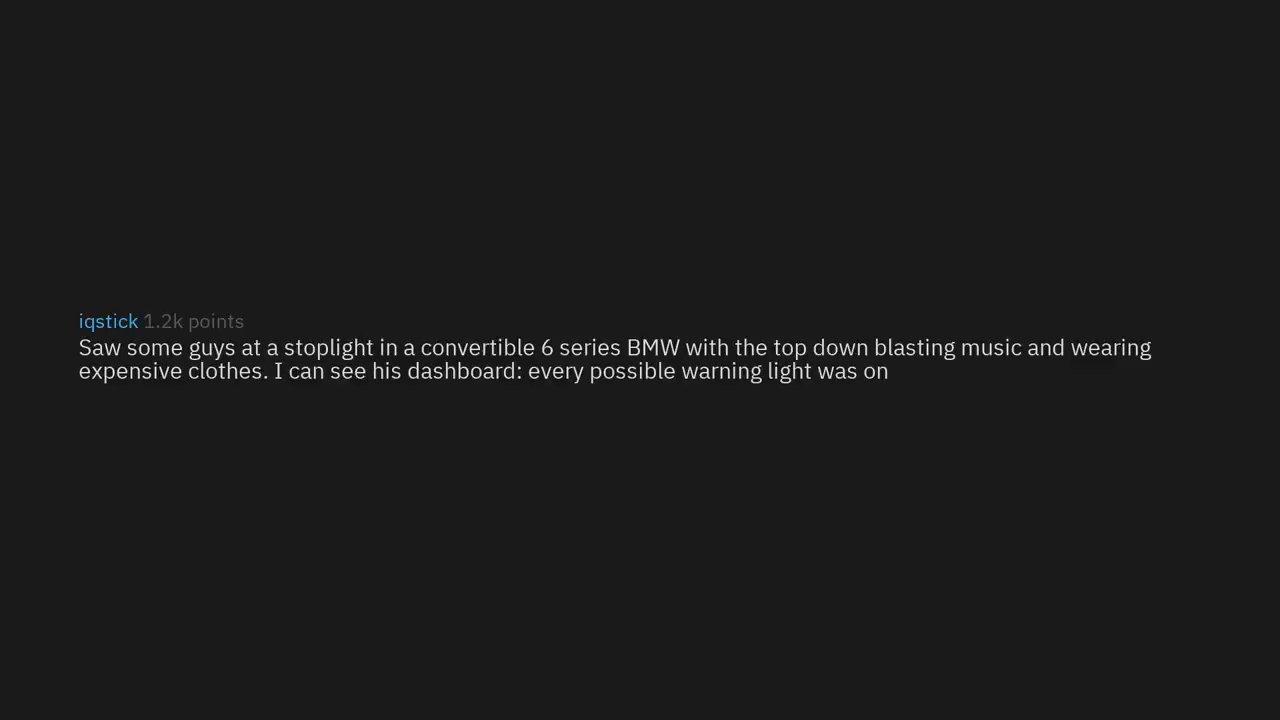 iqstick 1.2k points
Saw some guys at a stoplight in a convertible 6 series BMW with the top down blasting music and wearing
expensive clothes. I can see his dashboard: every possible warning light was on